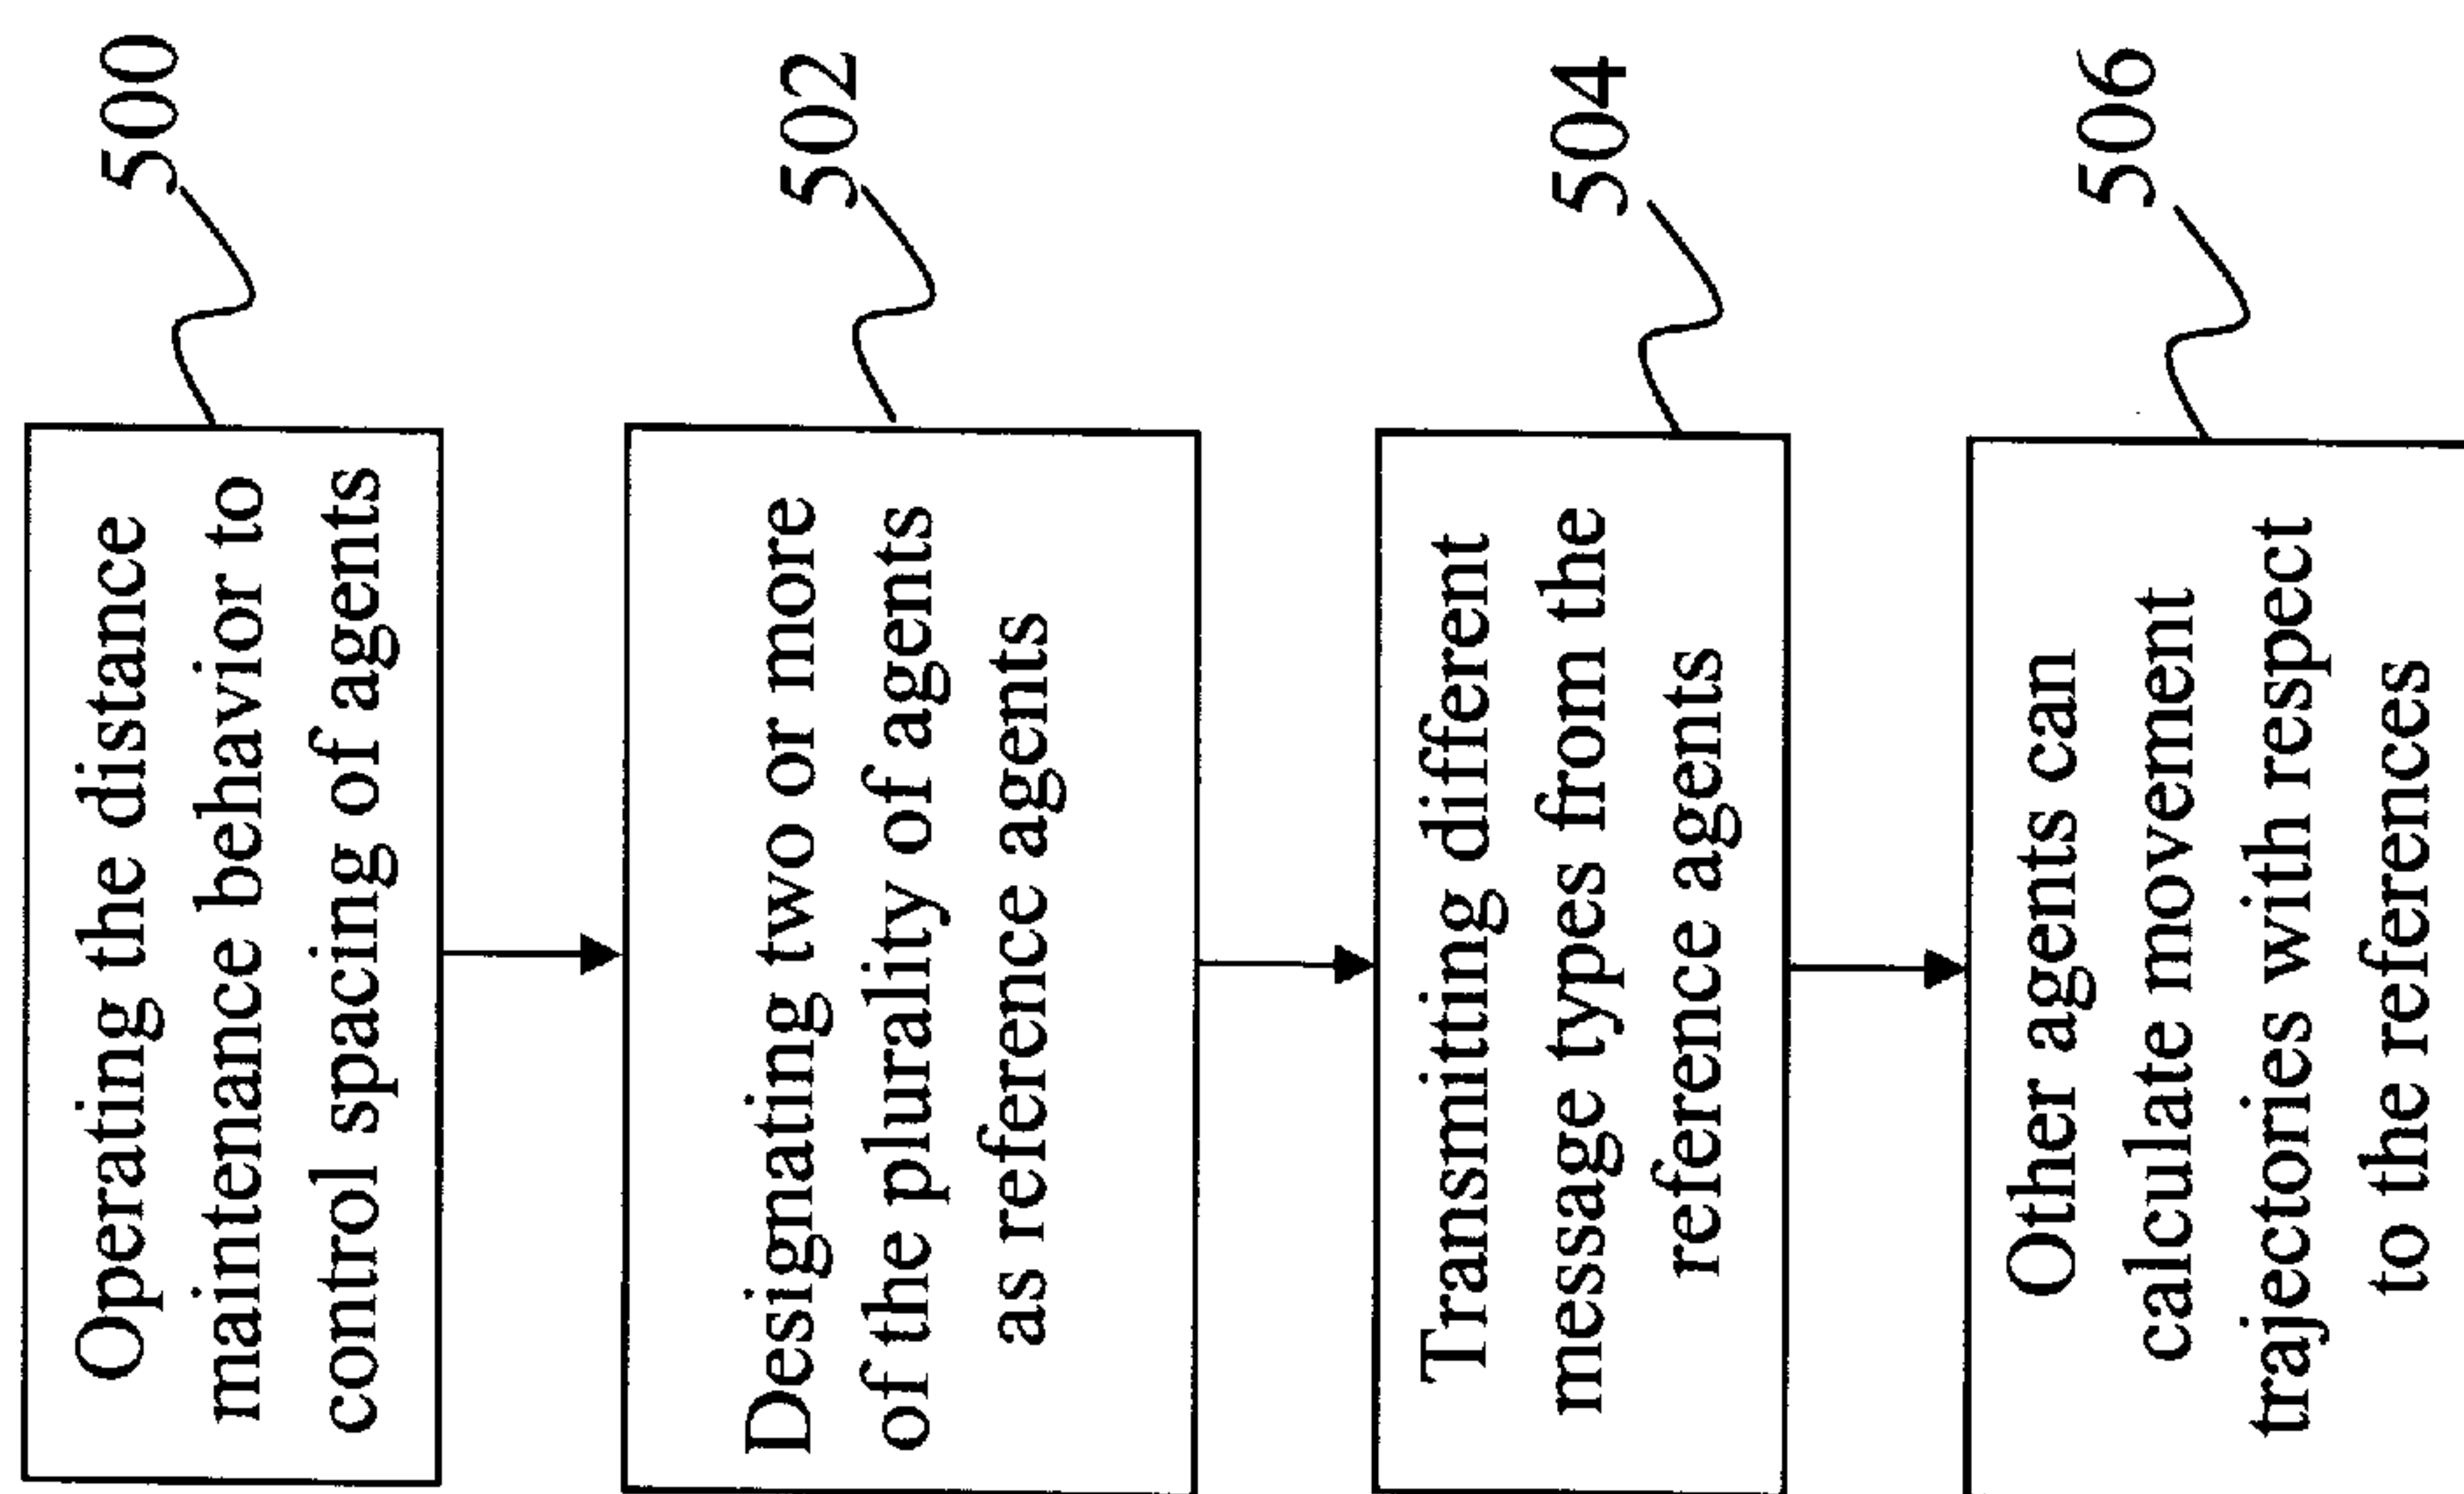 500
Operating the distance
maintenance behavior to
control spacing of agents
502
Designating two or more
of the plurality of agents
as reference agents
504
Transmitting different
message types from the
reference agents
506
Other agents can
calculate movement
trajectories with respect
to the references